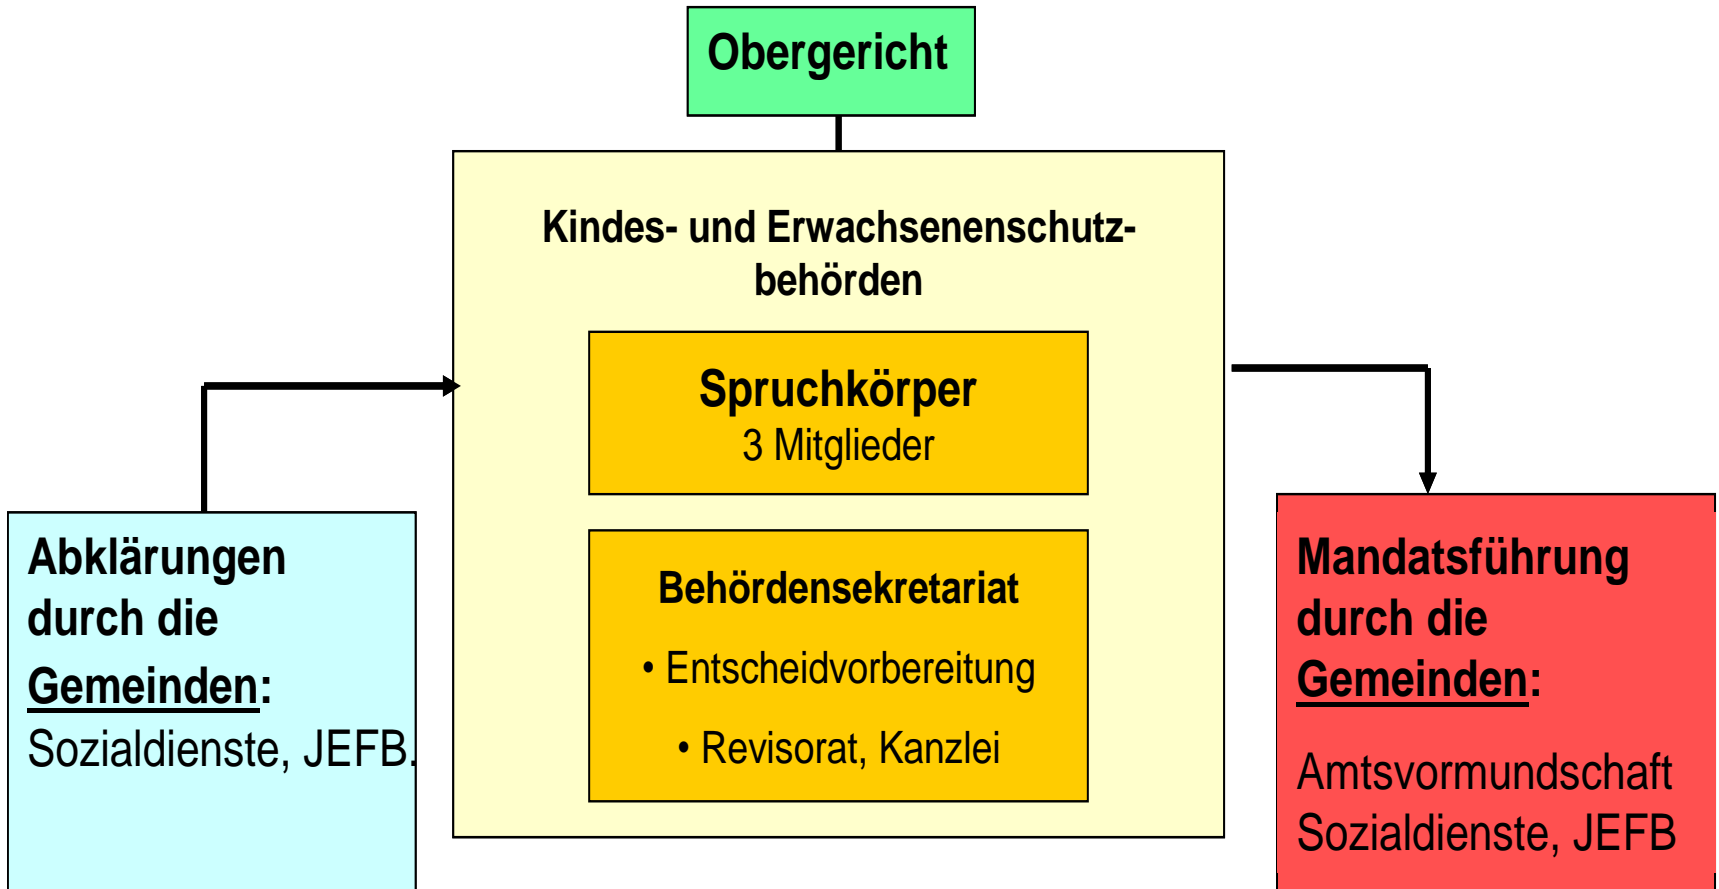 Obergericht
Kindes- und Erwachsenenschutz-
behörden
Spruchkörper
3 Mitglieder
Behördensekretariat
• Entscheidvorbereitung
• Revisorat, Kanzlei
Abklärungen
durch die
Gemeinden:
Sozialdienste, JEFB.
Mandatsführung
durch die
Gemeinden:
Amtsvormundschaft
Sozialdienste, JEFB